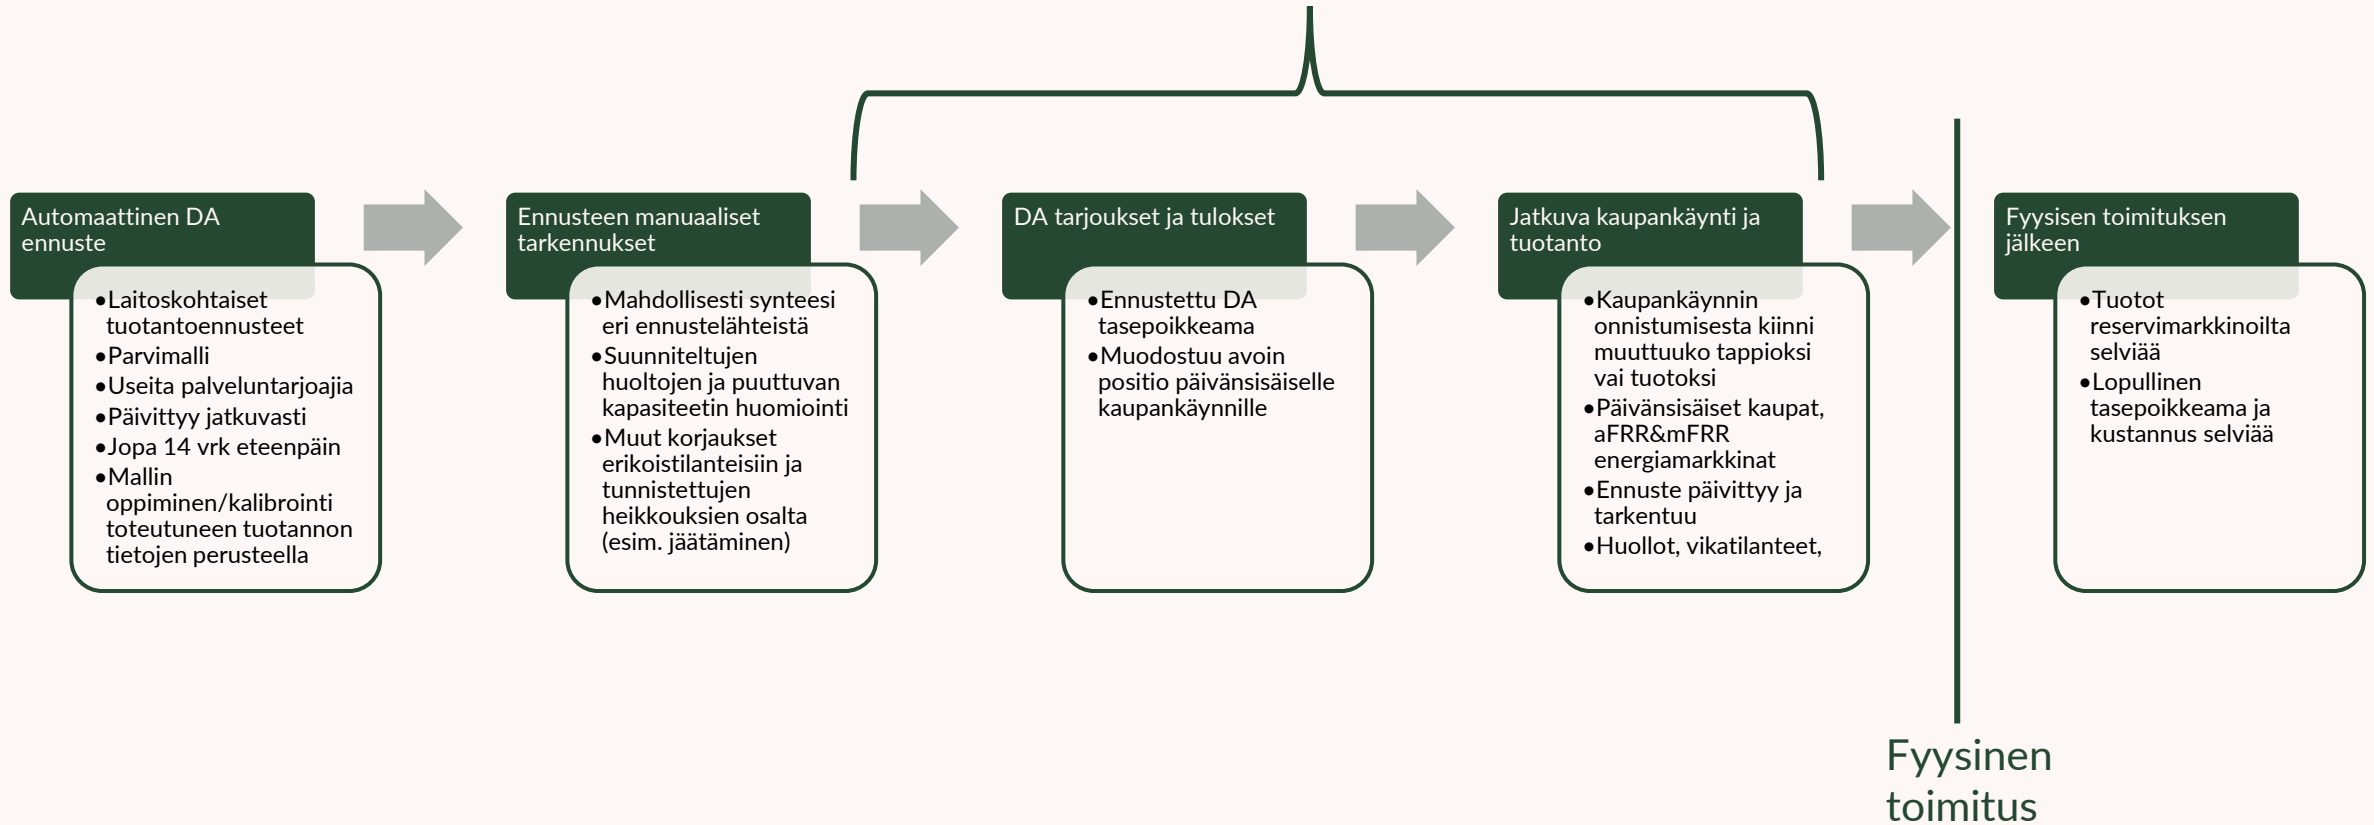 Automaattinen DA
ennuste
•Laitoskohtaiset
tuotantoennusteet
•Parvimalli
•Useita palveluntarjoajia
•Päivittyy jatkuvasti
•Jopa 14 vrk eteenpäin
•Mallin
oppiminen/kalibrointi
toteutuneen tuotannon
tietojen perusteella
Ennusteen manuaaliset
tarkennukset
•Mahdollisesti synteesi
eri ennustelähteistä
•Suunniteltujen
huoltojen ja puuttuvan
kapasiteetin huomiointi
•Muut korjaukset
erikoistilanteisiin ja
tunnistettujen
heikkouksien osalta
(esim. jäätäminen)
DA tarjoukset ja tulokset
•Ennustettu DA
tasepoikkeama
•Muodostuu avoin
positio päivänsisäiselle
kaupankäynnille
Jatkuva kaupankäynti ja
tuotanto
•Kaupankäynnin
onnistumisesta kiinni
muuttuuko tappioksi
vai tuotoksi
•Päivänsisäiset kaupat,
aFRR&mFRR
energiamarkkinat
•Ennuste päivittyy ja
tarkentuu
•Huollot, vikatilanteet,
Fyysisen toimituksen
jälkeen
•Tuotot
reservimarkkinoilta
selviää
•Lopullinen
tasepoikkeama ja
kustannus selviää
Fyysinen
toimitus